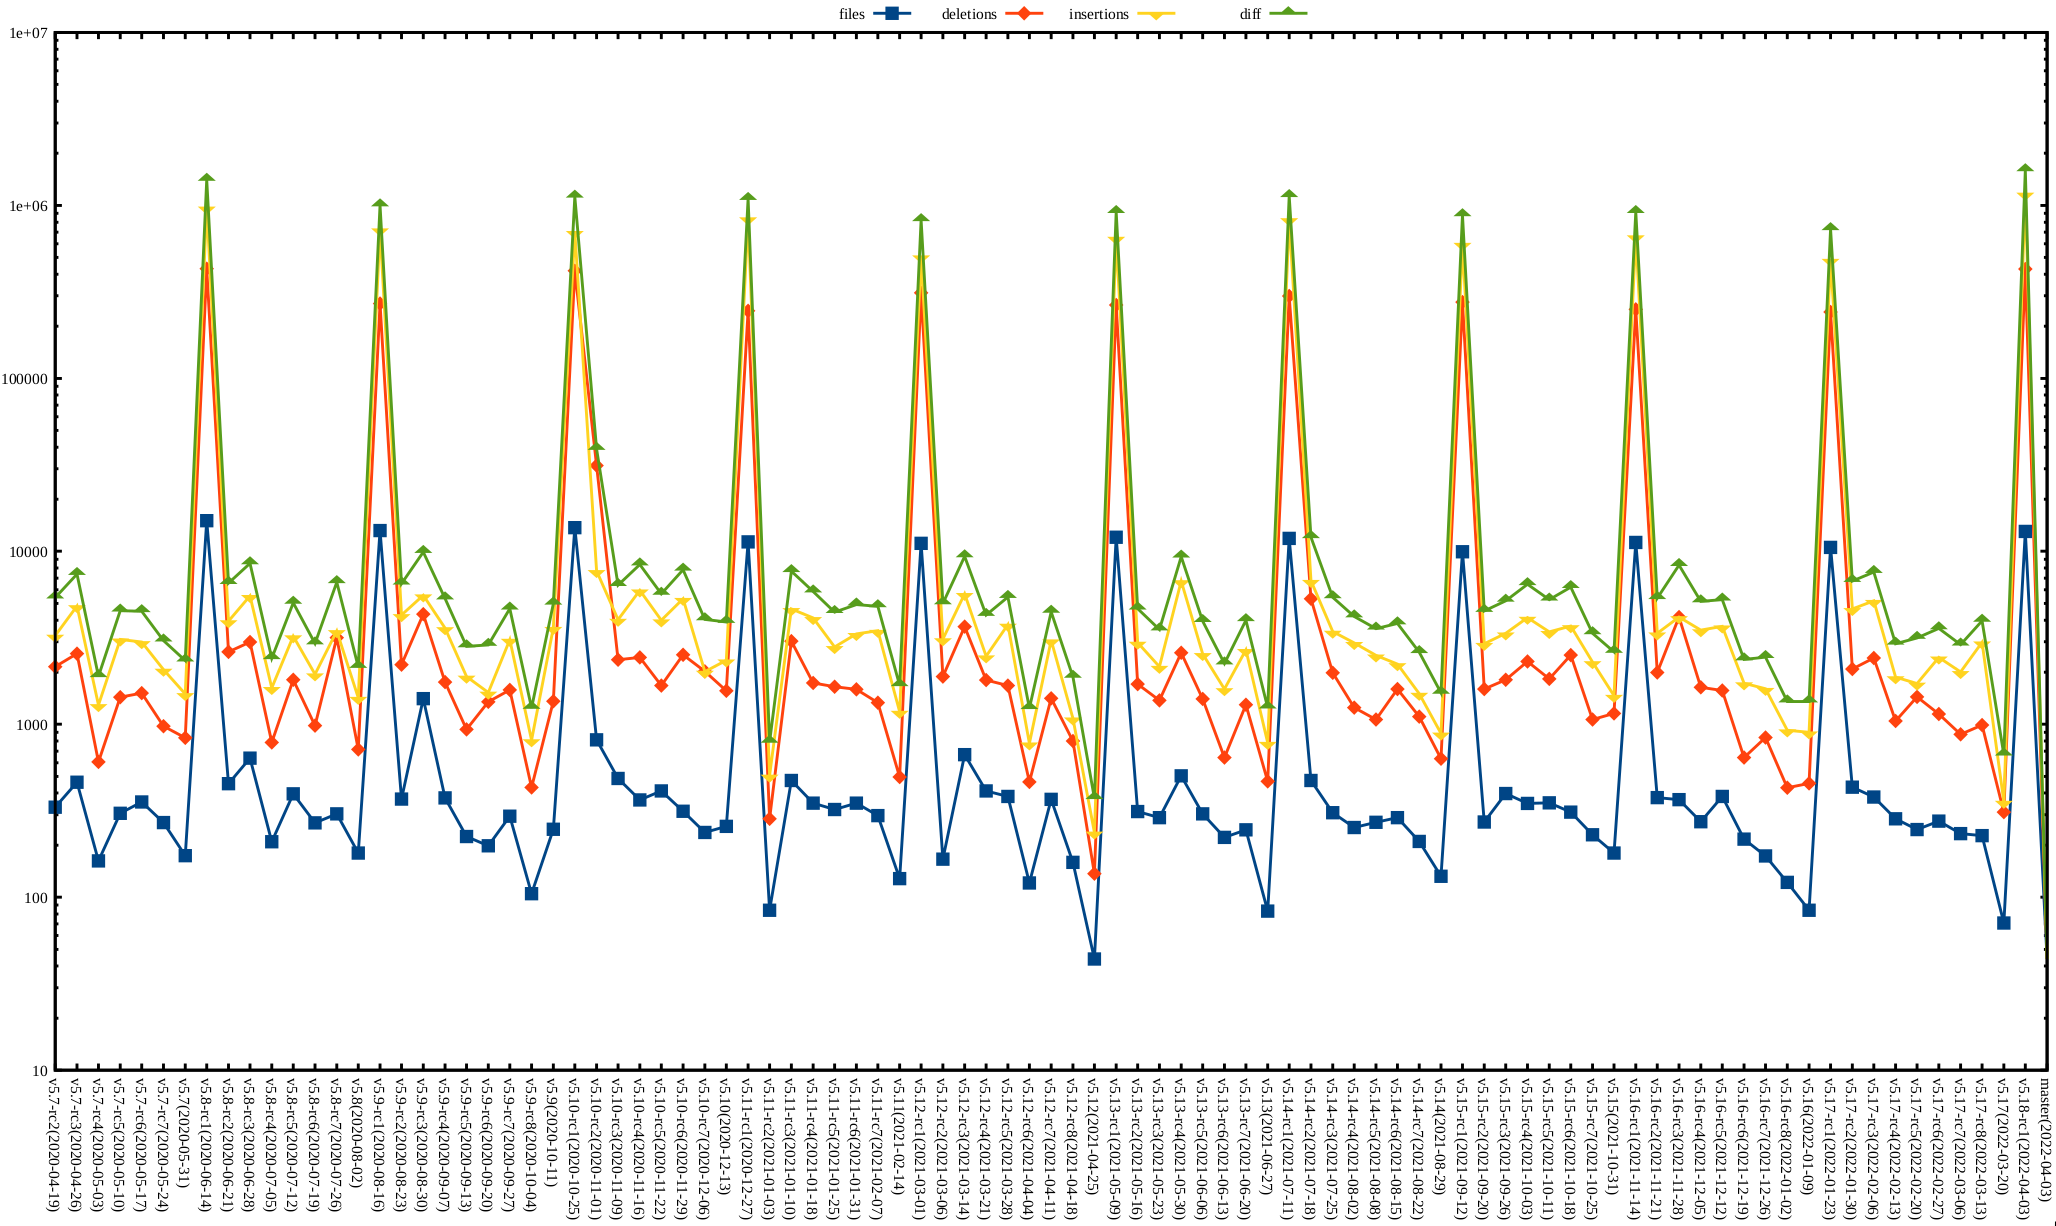 files deletions insertions diff
1e+07
1e+06
100000
10000
1000
100
10
v5.7-rc2(2020-04-19)
v5.7-rc3(2020-04-26)
v5.7-rc4(2020-05-03)
v5.7-rc5(2020-05-10)
v5.7-rc6(2020-05-17)
v5.7-rc7(2020-05-24)
v5.7(2020-05-31)
v5.8-rc1(2020-06-14)
v5.8-rc2(2020-06-21)
v5.8-rc3(2020-06-28)
v5.8-rc4(2020-07-05)
v5.8-rc5(2020-07-12)
v5.8-rc6(2020-07-19)
v5.8-rc7(2020-07-26)
v5.8(2020-08-02)
v5.9-rc1(2020-08-16)
v5.9-rc2(2020-08-23)
v5.9-rc3(2020-08-30)
v5.9-rc4(2020-09-07)
v5.9-rc5(2020-09-13)
v5.9-rc6(2020-09-20)
v5.9-rc7(2020-09-27)
v5.9-rc8(2020-10-04)
v5.9(2020-10-11)
v5.10-rc1(2020-10-25)
v5.10-rc2(2020-11-01)
v5.10-rc3(2020-11-09)
v5.10-rc4(2020-11-16)
v5.10-rc5(2020-11-22)
v5.10-rc6(2020-11-29)
v5.10-rc7(2020-12-06)
v5.10(2020-12-13)
v5.11-rc1(2020-12-27)
v5.11-rc2(2021-01-03)
v5.11-rc3(2021-01-10)
v5.11-rc4(2021-01-18)
v5.11-rc5(2021-01-25)
v5.11-rc6(2021-01-31)
v5.11-rc7(2021-02-07)
v5.11(2021-02-14)
v5.12-rc1(2021-03-01)
v5.12-rc2(2021-03-06)
v5.12-rc3(2021-03-14)
v5.12-rc4(2021-03-21)
v5.12-rc5(2021-03-28)
v5.12-rc6(2021-04-04)
v5.12-rc7(2021-04-11)
v5.12-rc8(2021-04-18)
v5.12(2021-04-25)
v5.13-rc1(2021-05-09)
v5.13-rc2(2021-05-16)
v5.13-rc3(2021-05-23)
v5.13-rc4(2021-05-30)
v5.13-rc5(2021-06-06)
v5.13-rc6(2021-06-13)
v5.13-rc7(2021-06-20)
v5.13(2021-06-27)
v5.14-rc1(2021-07-11)
v5.14-rc2(2021-07-18)
v5.14-rc3(2021-07-25)
v5.14-rc4(2021-08-02)
v5.14-rc5(2021-08-08)
v5.14-rc6(2021-08-15)
v5.14-rc7(2021-08-22)
v5.14(2021-08-29)
v5.15-rc1(2021-09-12)
v5.15-rc2(2021-09-20)
v5.15-rc3(2021-09-26)
v5.15-rc4(2021-10-03)
v5.15-rc5(2021-10-11)
v5.15-rc6(2021-10-18)
v5.15-rc7(2021-10-25)
v5.15(2021-10-31)
v5.16-rc1(2021-11-14)
v5.16-rc2(2021-11-21)
v5.16-rc3(2021-11-28)
v5.16-rc4(2021-12-05)
v5.16-rc5(2021-12-12)
v5.16-rc6(2021-12-19)
v5.16-rc7(2021-12-26)
v5.16-rc8(2022-01-02)
v5.16(2022-01-09)
v5.17-rc1(2022-01-23)
v5.17-rc2(2022-01-30)
v5.17-rc3(2022-02-06)
v5.17-rc4(2022-02-13)
v5.17-rc5(2022-02-20)
v5.17-rc6(2022-02-27)
v5.17-rc7(2022-03-06)
v5.17-rc8(2022-03-13)
v5.17(2022-03-20)
v5.18-rc1(2022-04-03)
master(2022-04-03)